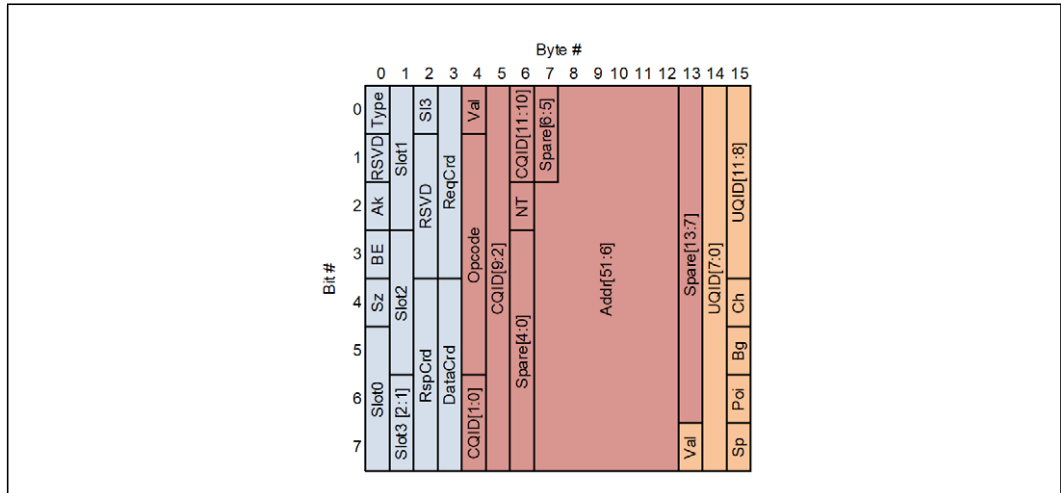 Byte #
0 1 2 3 4 5 6 7 8 9 10 11 12 13 14 15
Bit #
0
1
2
3
4
5
6
7
Type
RSVD
Ak
BE
Sz
Slot0
Slot1
Slot2
Slot3 [2:1]
Sl3
RSVD
RspCrd
ReqCrd
DataCrd
Val
Opcode
CQID[1:0]
CQID[9:2]
CQID[11:10]
NT
Spare[4:0]
Spare[6:5]
Addr[51:6]
Spare[13:7]
Val
UQID[7:0]
UQID[11:8]
Ch
Bg
Poi
Sp